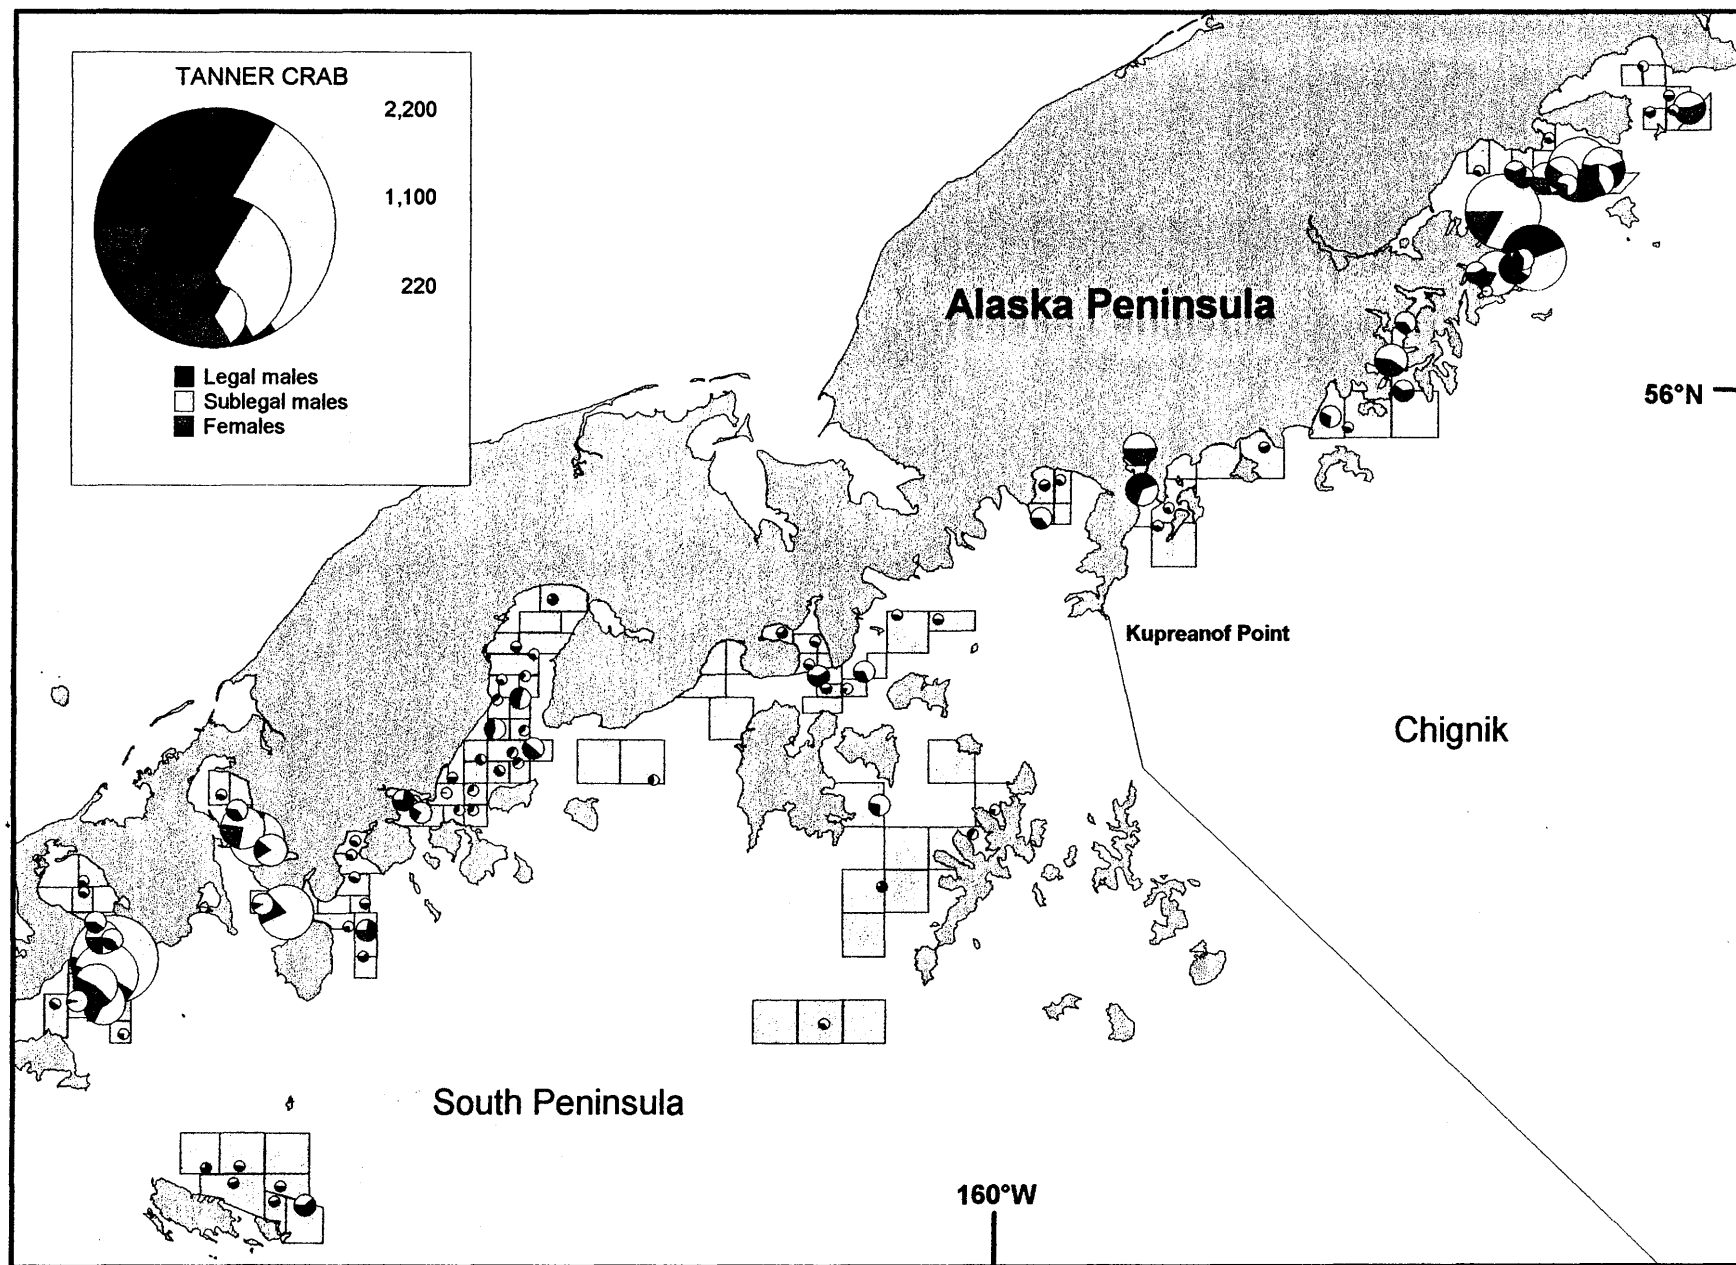 TANNER CRAB
2,200
1,100
220
Legal males
Sublegal males
Females
Alaska Peninsula
56°N
Kupreanof Point
Chignik
South Peninsula
160°W